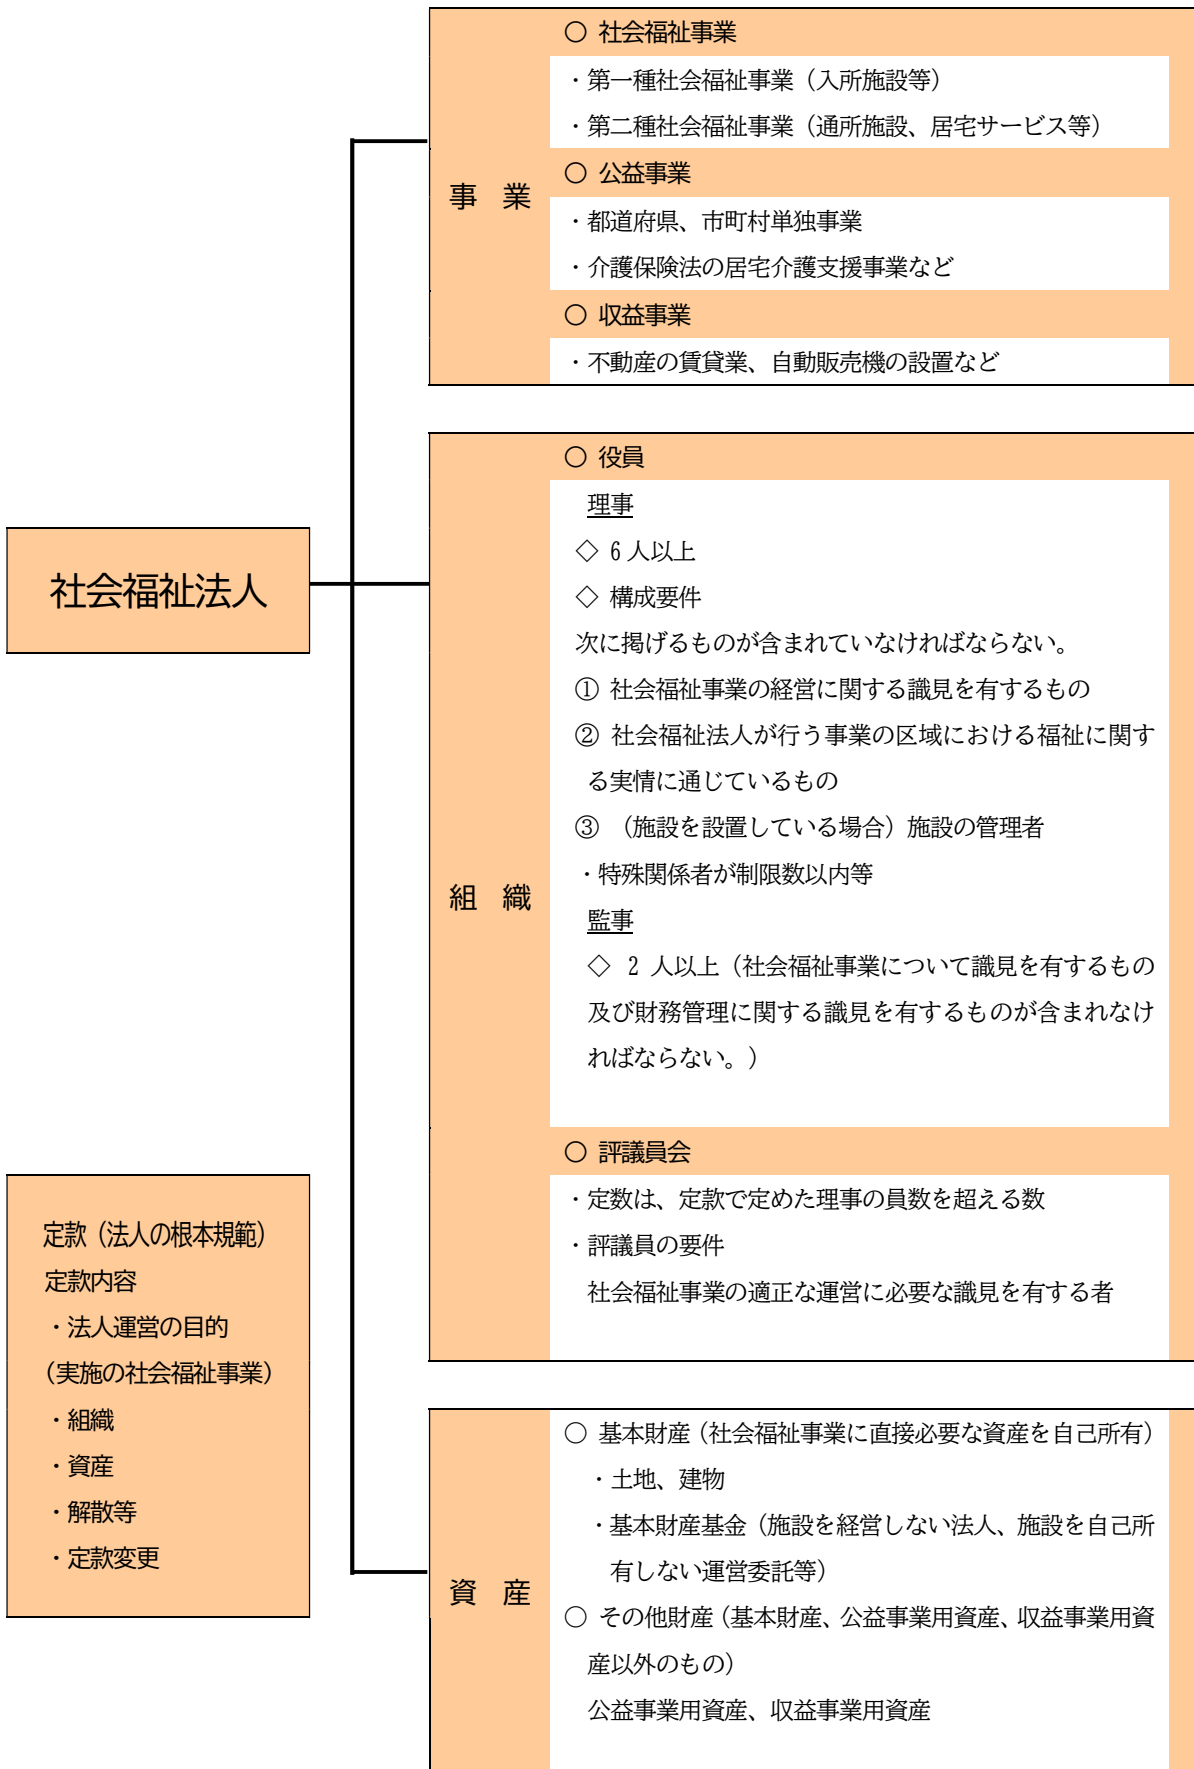 社会福祉法人
定款（法人の根本規範）
定款内容
・法人運営の目的
（実施の社会福祉事業）
・組織
・資産
・解散等
・定款変更
事　業
○ 社会福祉事業
・第一種社会福祉事業（入所施設等）
・第二種社会福祉事業（通所施設、居宅サービス等）
○ 公益事業
・都道府県、市町村単独事業
・介護保険法の居宅介護支援事業など
○ 収益事業
・不動産の賃貸業、自動販売機の設置など
組　織
○ 役員
理事
◇ 6人以上
◇ 構成要件
次に掲げるものが含まれていなければならない。
① 社会福祉事業の経営に関する識見を有するもの
② 社会福祉法人が行う事業の区域における福祉に関す
る実情に通じているもの
③ （施設を設置している場合）施設の管理者
・特殊関係者が制限数以内等
監事
◇ 2 人以上（社会福祉事業について識見を有するもの
及び財務管理に関する識見を有するものが含まれなけ
ればならない。）
○ 評議員会
・定数は、定款で定めた理事の員数を超える数
・評議員の要件
社会福祉事業の適正な運営に必要な識見を有する者
資　産
○ 基本財産（社会福祉事業に直接必要な資産を自己所有）
・土地、建物
・基本財産基金（施設を経営しない法人、施設を自己所
有しない運営委託等）
○ その他財産（基本財産、公益事業用資産、収益事業用資
産以外のもの）
公益事業用資産、収益事業用資産